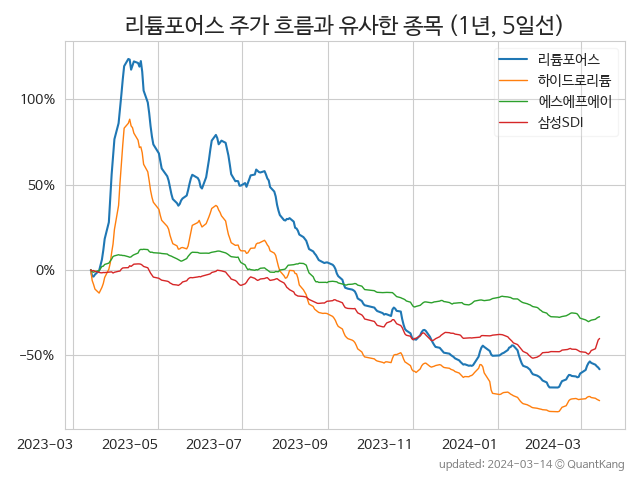 리튬포어스 주가 흐름과 유사한 종목 (1년, 5일선)
리튬포어스
하이드로리튬
에스에프에이
삼성SDI
100%
50%
0%
−50%
2023-03 2023-05 2023-07 2023-09 2023-11 2024-01 2024-03
updated: 2024-03-14 © QuantKang